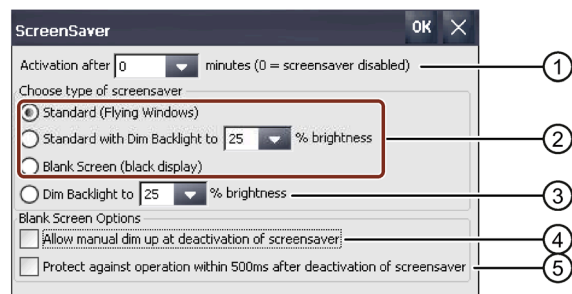 ScreenSaver OK
Activation after 0 minutes (0 = screensaver disabled) 1
Choose type of screensaver
Standard (Flying Windows)
Standard with Dim Backlight to 25 % brightness 2
Blank Screen (black display)
Dim Backlight to 25 % brightness 3
Blank Screen Options
Allow manual dim up at deactivation of screensaver 4
Protect against operation within 500ms after deactivation of screensaver 5